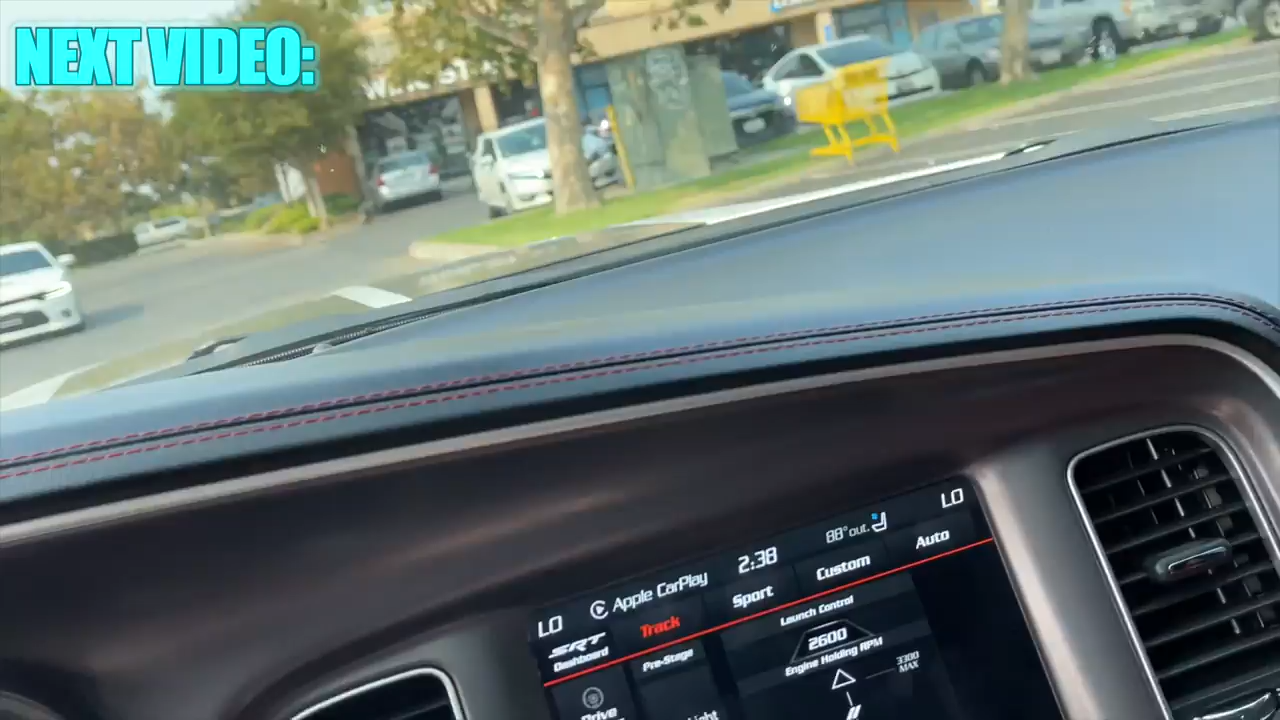 NEXT VIDEO:
LO Apple CarPlay 2:38 88° out. LO
SRT
Dashboard
Track Sport Custom Auto
Pre-Stage
Launch Control
2600
Engine Holding RPM
3300
MAX
Drive